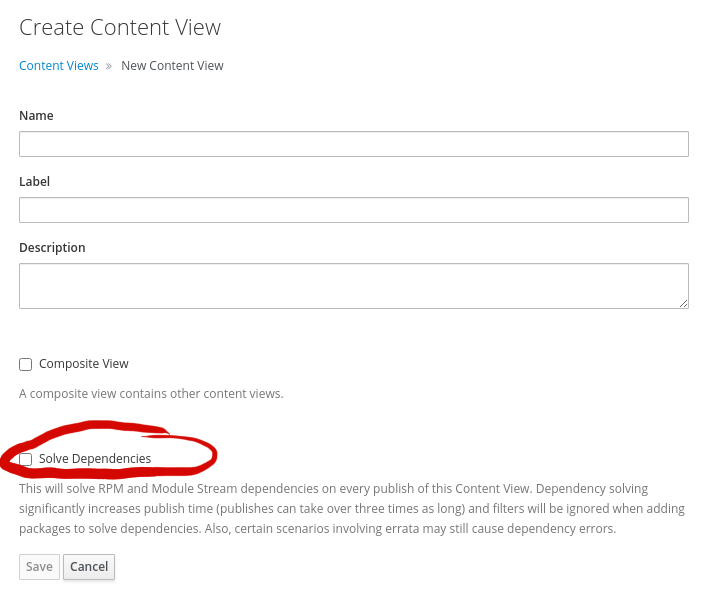 Create Content View
Content Views » New Content View
Name
Label
Description
Composite View
A composite view contains other content views.
Solve Dependencies
This will solve RPM and Module Stream dependencies on every publish of this Content View. Dependency solving
significantly increases publish time (publishes can take over three times as long) and filters will be ignored when adding
packages to solve dependencies. Also, certain scenarios involving errata may still cause dependency errors.
Save Cancel